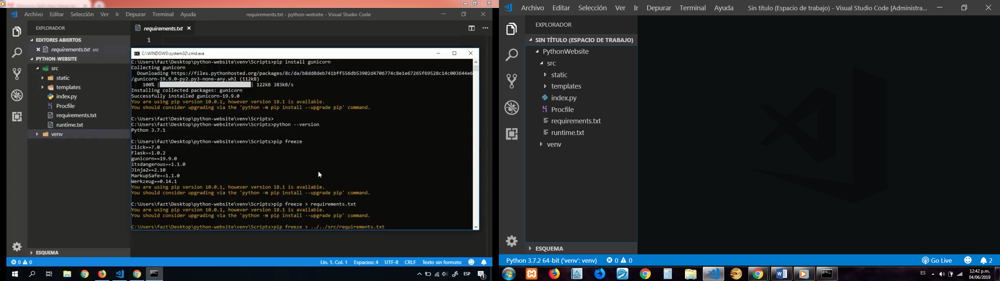 Archivo Editar Selección Ver Ir Depurar Terminal Ayuda requirements.txt - python-website - Visual Studio Code
EXPLORADOR
EDITORES ABIERTOS
requirements.txt src
PYTHON-WEBSITE
src
static
templates
index.py
Procfile
requirements.txt
runtime.txt
venv
ESQUEMA
requirements.txt
1
C:\WINDOWS\system32\cmd.exe
C:\Users\fazt\Desktop\python-website\venv\Scripts>pip install gunicorn
Collecting gunicorn
Downloading https://files.pythonhosted.org/packages/8c/da/b8dd8deb741bff556db53902d4706774c8e1e67265f69528c14c003644e6
/gunicorn-19.9.0-py2.py3-none-any.whl (112kB)
100% | | 122kB 383kB/s
Installing collected packages: gunicorn
Successfully installed gunicorn-19.9.0
You are using pip version 10.0.1, however version 18.1 is available.
You should consider upgrading via the 'python -m pip install --upgrade pip' command.
C:\Users\fazt\Desktop\python-website\venv\Scripts>
C:\Users\fazt\Desktop\python-website\venv\Scripts>python --version
Python 3.7.1
C:\Users\fazt\Desktop\python-website\venv\Scripts>pip freeze
Click==7.0
Flask==1.0.2
gunicorn==19.9.0
itsdangerous==1.1.0
Jinja2==2.10
MarkupSafe==1.1.0
Werkzeug==0.14.1
You are using pip version 10.0.1, however version 18.1 is available.
You should consider upgrading via the 'python -m pip install --upgrade pip' command.
C:\Users\fazt\Desktop\python-website\venv\Scripts>pip freeze > requirements.txt
You are using pip version 10.0.1, however version 18.1 is available.
You should consider upgrading via the 'python -m pip install --upgrade pip' command.
C:\Users\fazt\Desktop\python-website\venv\Scripts>pip freeze > ../../src/requirements.txt
0 0 Lín. 1, Col. 1 Espacios: 4 UTF-8 CRLF Texto sin formato
ESP 1
Archivo Editar Selección Ver Ir Depurar Terminal Ayuda Sin título (Espacio de trabajo) - Visual Studio Code [Administra...
EXPLORADOR
SIN TÍTULO (ESPACIO DE TRABAJO)
PythonWebsite
src
static
templates
index.py
Procfile
requirements.txt
runtime.txt
venv
ESQUEMA
Python 3.7.2 64-bit ('venv': venv) 0 0 Go Live 2
ES 12:42 p.m.
04/06/2019